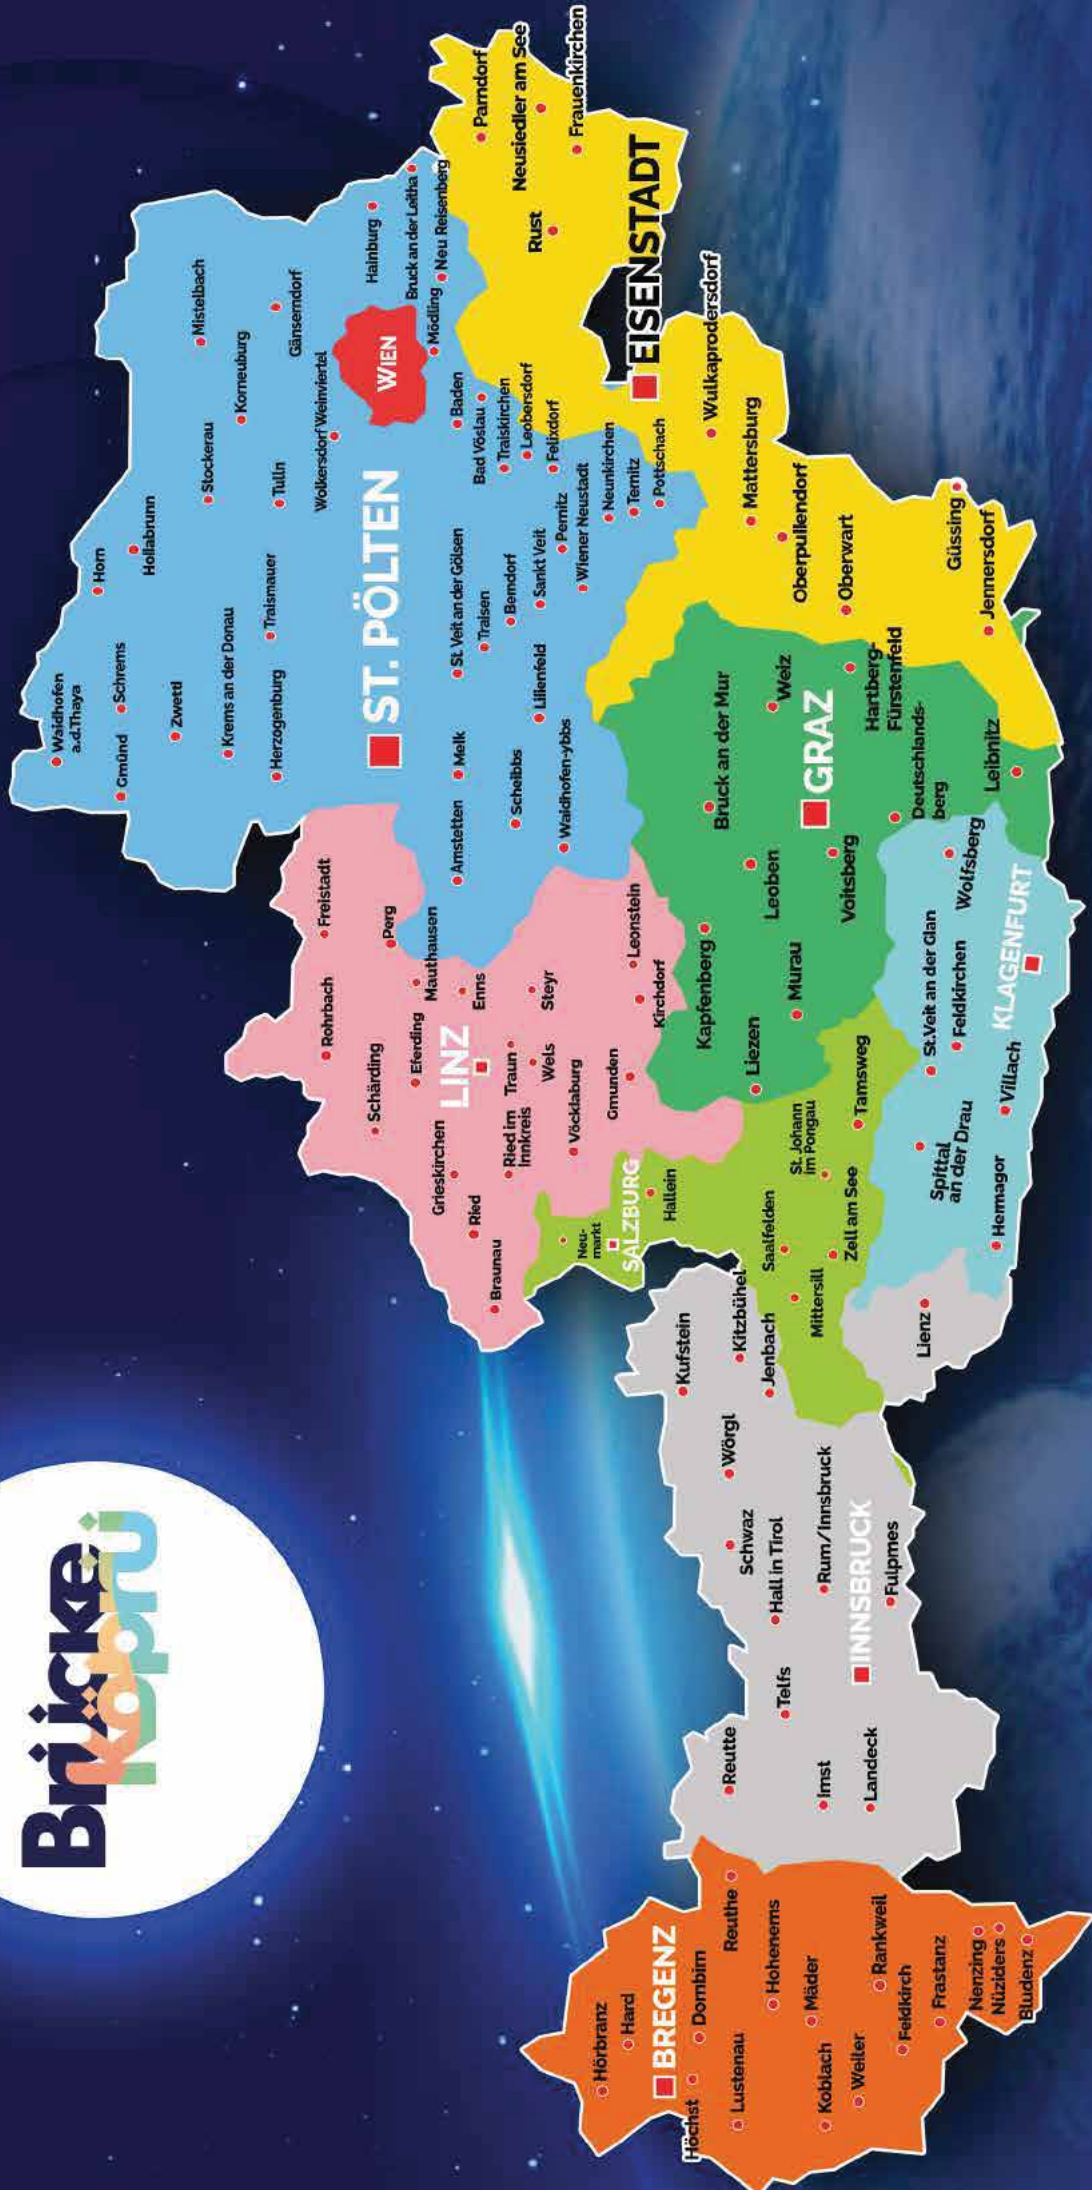 Brücke
Köprü
Hörbranz
Hard
BREGENZ
Höchst
Dornbirn
Lustenau
Reuthe
Hohenems
Mäder
Koblach
Weiler
Rankweil
Feldkirch
Frastanz
Nenzing
Nüziders
Bludenz
Reutte
Telfs
Imst
Landeck
Schwaz
Hall in Tirol
Wörgl
Kufstein
Kitzbühel
Jenbach
Rum/Innsbruck
INNSBRUCK
Fulpmes
Lienz
Neu-
markt
SALZBURG
Hallein
Saalfelden
St. Johann
im Pongau
Mittersill
Zell am See
Tamsweg
Rohrbach
Freistadt
Schärding
Perg
Eferding
Mauthausen
LINZ
Enns
Grieskirchen
Ried
Braunau
Ried im
Innkreis
Traun
Wels
Steyr
Vöcklaburg
Gmunden
Leonstein
Kirchdorf
Waidhofen
a.d.Thaya
Gmünd
Schrems
Horn
Zwettl
Hollabrunn
Mistelbach
Krems an der Donau
Stockerau
Korneuburg
Herzogenburg
Traismauer
Tulln
Gänserndorf
Wolkersdorf Weinviertel
ST. PÖLTEN
WIEN
Hainburg
Bruck an der Leitha
Neu Reisenberg
Mödling
Amstetten
Melk
St. Veit an der Gölsen
Baden
Traisen
Bad Vöslau
Traiskirchen
Scheibbs
Lilienfeld
Berndorf
Sankt Veit
Leobersdorf
Felixdorf
Waidhofen-ybbs
Pernitz
Wiener Neustadt
Neunkirchen
Ternitz
Pottschach
Parndorf
Neusiedler am See
Frauenkirchen
Rust
EISENSTADT
Wulkaprodersdorf
Mattersburg
Oberpullendorf
Oberwart
Güssing
Jennersdorf
Kapfenberg
Bruck an der Mur
Liezen
Leoben
Weiz
Murau
GRAZ
Voitsberg
Hartberg-
Fürstenfeld
Deutschlands-
berg
Leibnitz
Spittal
an der Drau
St.Veit an der Glan
Feldkirchen
Wolfsberg
Hermagor
Villach
KLAGENFURT